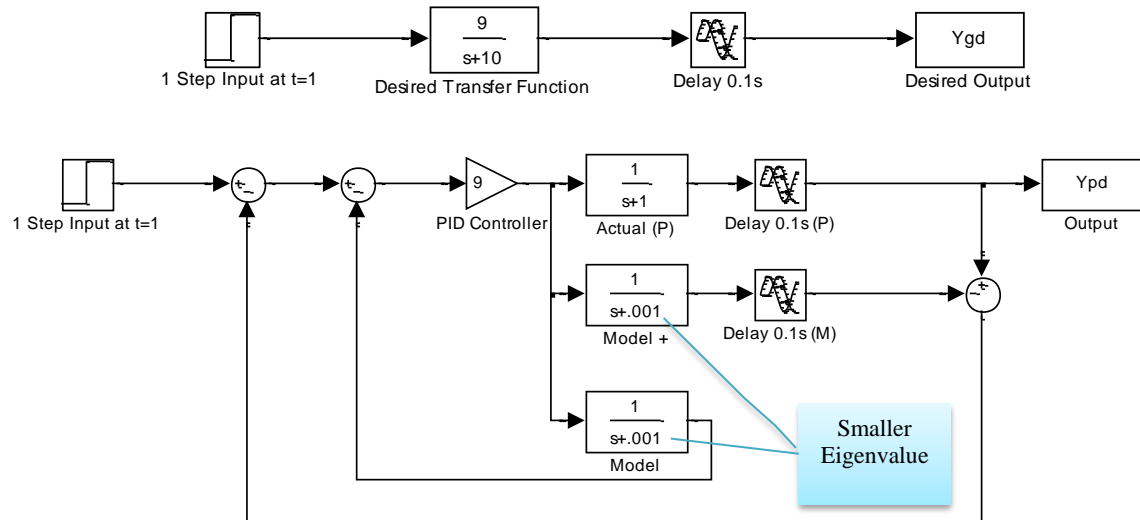 9
s+10
Ygd
1 Step Input at t=1
Desired Transfer Function
Delay 0.1s
Desired Output
9
1
s+1
Ypd
1 Step Input at t=1
PID Controller
Actual (P)
Delay 0.1s (P)
Output
1
s+.001
Model +
Delay 0.1s (M)
1
s+.001
Model
Smaller
Eigenvalue